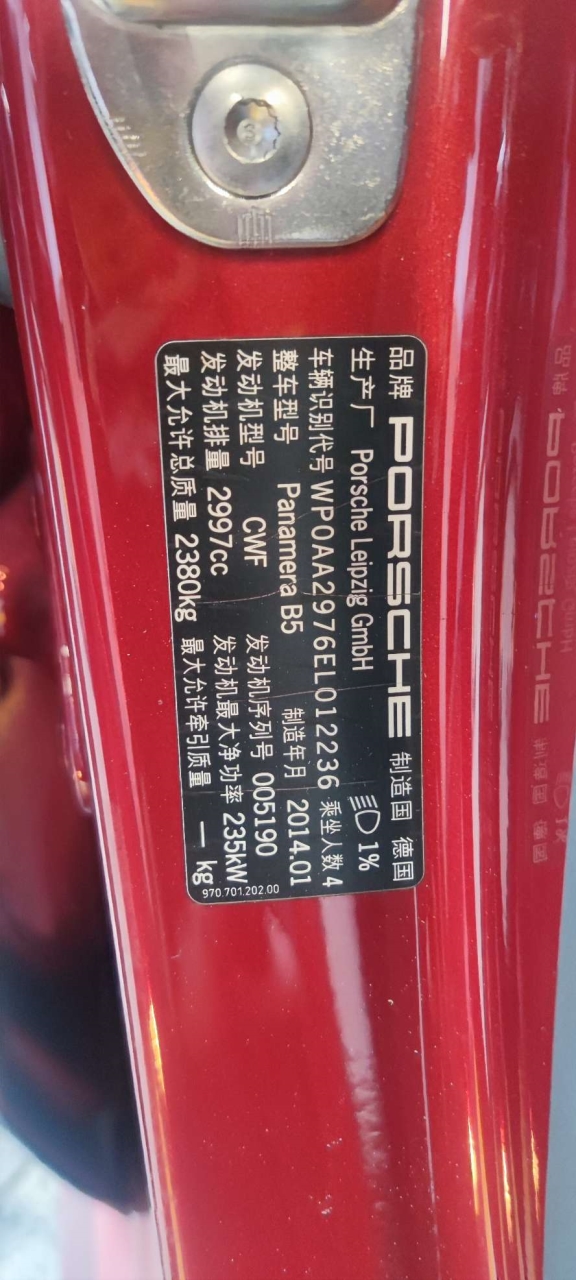 品牌 PORSCHE 制造国 德国
生产厂 Porsche Leipzig GmbH 1%
车辆识别代号 WP0AA2976EL012236 乘坐人数 4
整车型号 Panamera B5 制造年月 2014.01
发动机型号 CWF 发动机序列号 005190
发动机排量 2997cc 发动机最大净功率 235kW
最大允许总质量 2380kg 最大允许牵引质量 — kg
970.701.202.00